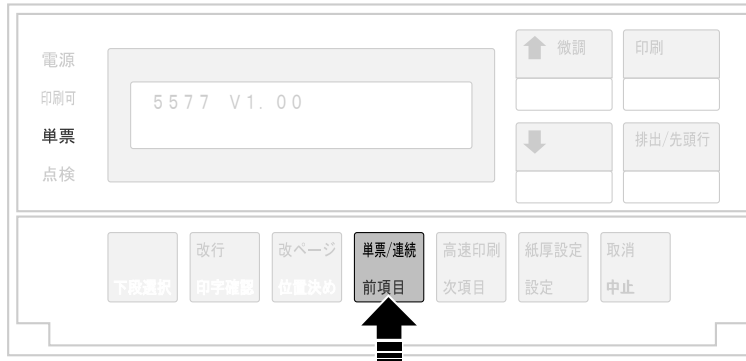 電源
印刷可
単票
点検
5577 V1.00
微調
印刷
排出/先頭行
下段選択
改行
印字確認
改ページ
位置決め
単票/連続
前項目
高速印刷
次項目
紙厚設定
設定
取消
中止